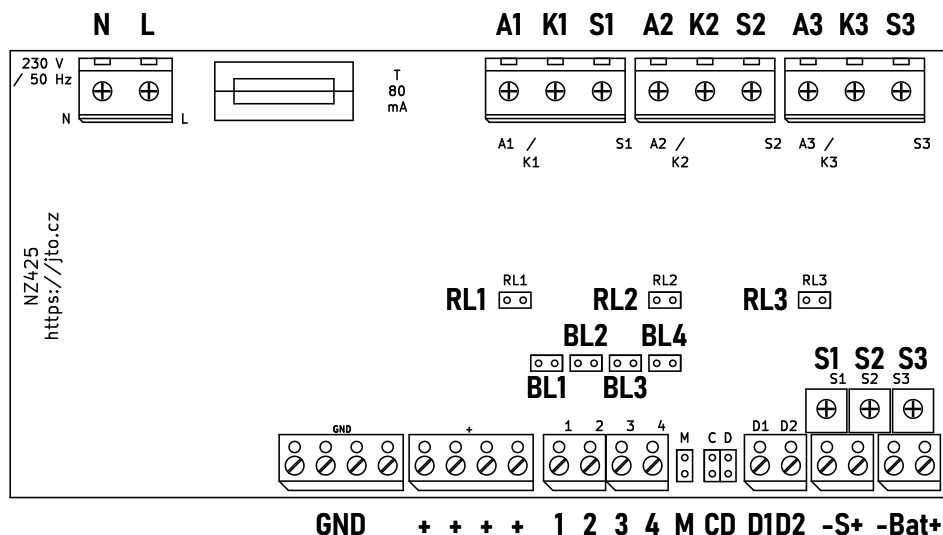 N L A1 K1 S1 A2 K2 S2 A3 K3 S3
230 V
/ 50 Hz
T
80
mA
N L
A1 / S1 A2 / S2 A3 / S3
K1 K2 K3
NZ425
https://jto.cz
RL1 RL2 RL3
RL1 RL2 RL3
BL2 BL4
BL1 BL3
S1 S2 S3
S1 S2 S3
GND + 1 2 3 4 M C D D1 D2
GND + + + + 1 2 3 4 M CD D1D2 -S+ -Bat+